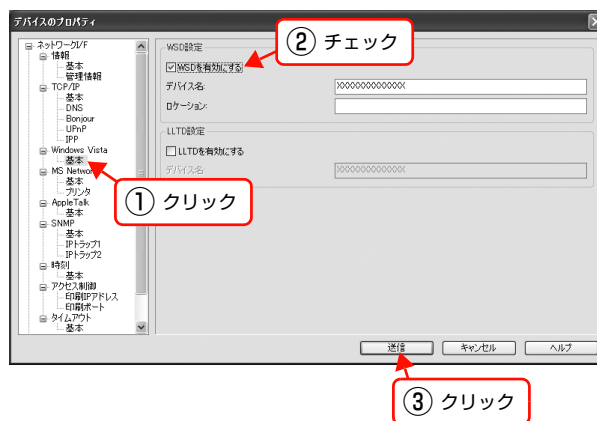 デバイスのプロパティ
② チェック
ネットワークI/F
情報
基本
管理情報
TCP/IP
基本
DNS
Bonjour
UPnP
IPP
Windows Vista
基本
MS Network
基本
プリンタ
AppleTalk
基本
SNMP
基本
IPトラップ1
IPトラップ2
時刻
基本
アクセス制御
印刷IPアドレス
印刷ポート
タイムアウト
基本
WSD設定
WSDを有効にする
デバイス名:
XXXXXXXXXXXXX
ロケーション:
LLTD設定
LLTDを有効にする
デバイス名
XXXXXXXXXXXXX
① クリック
送信 キャンセル ヘルプ
③ クリック